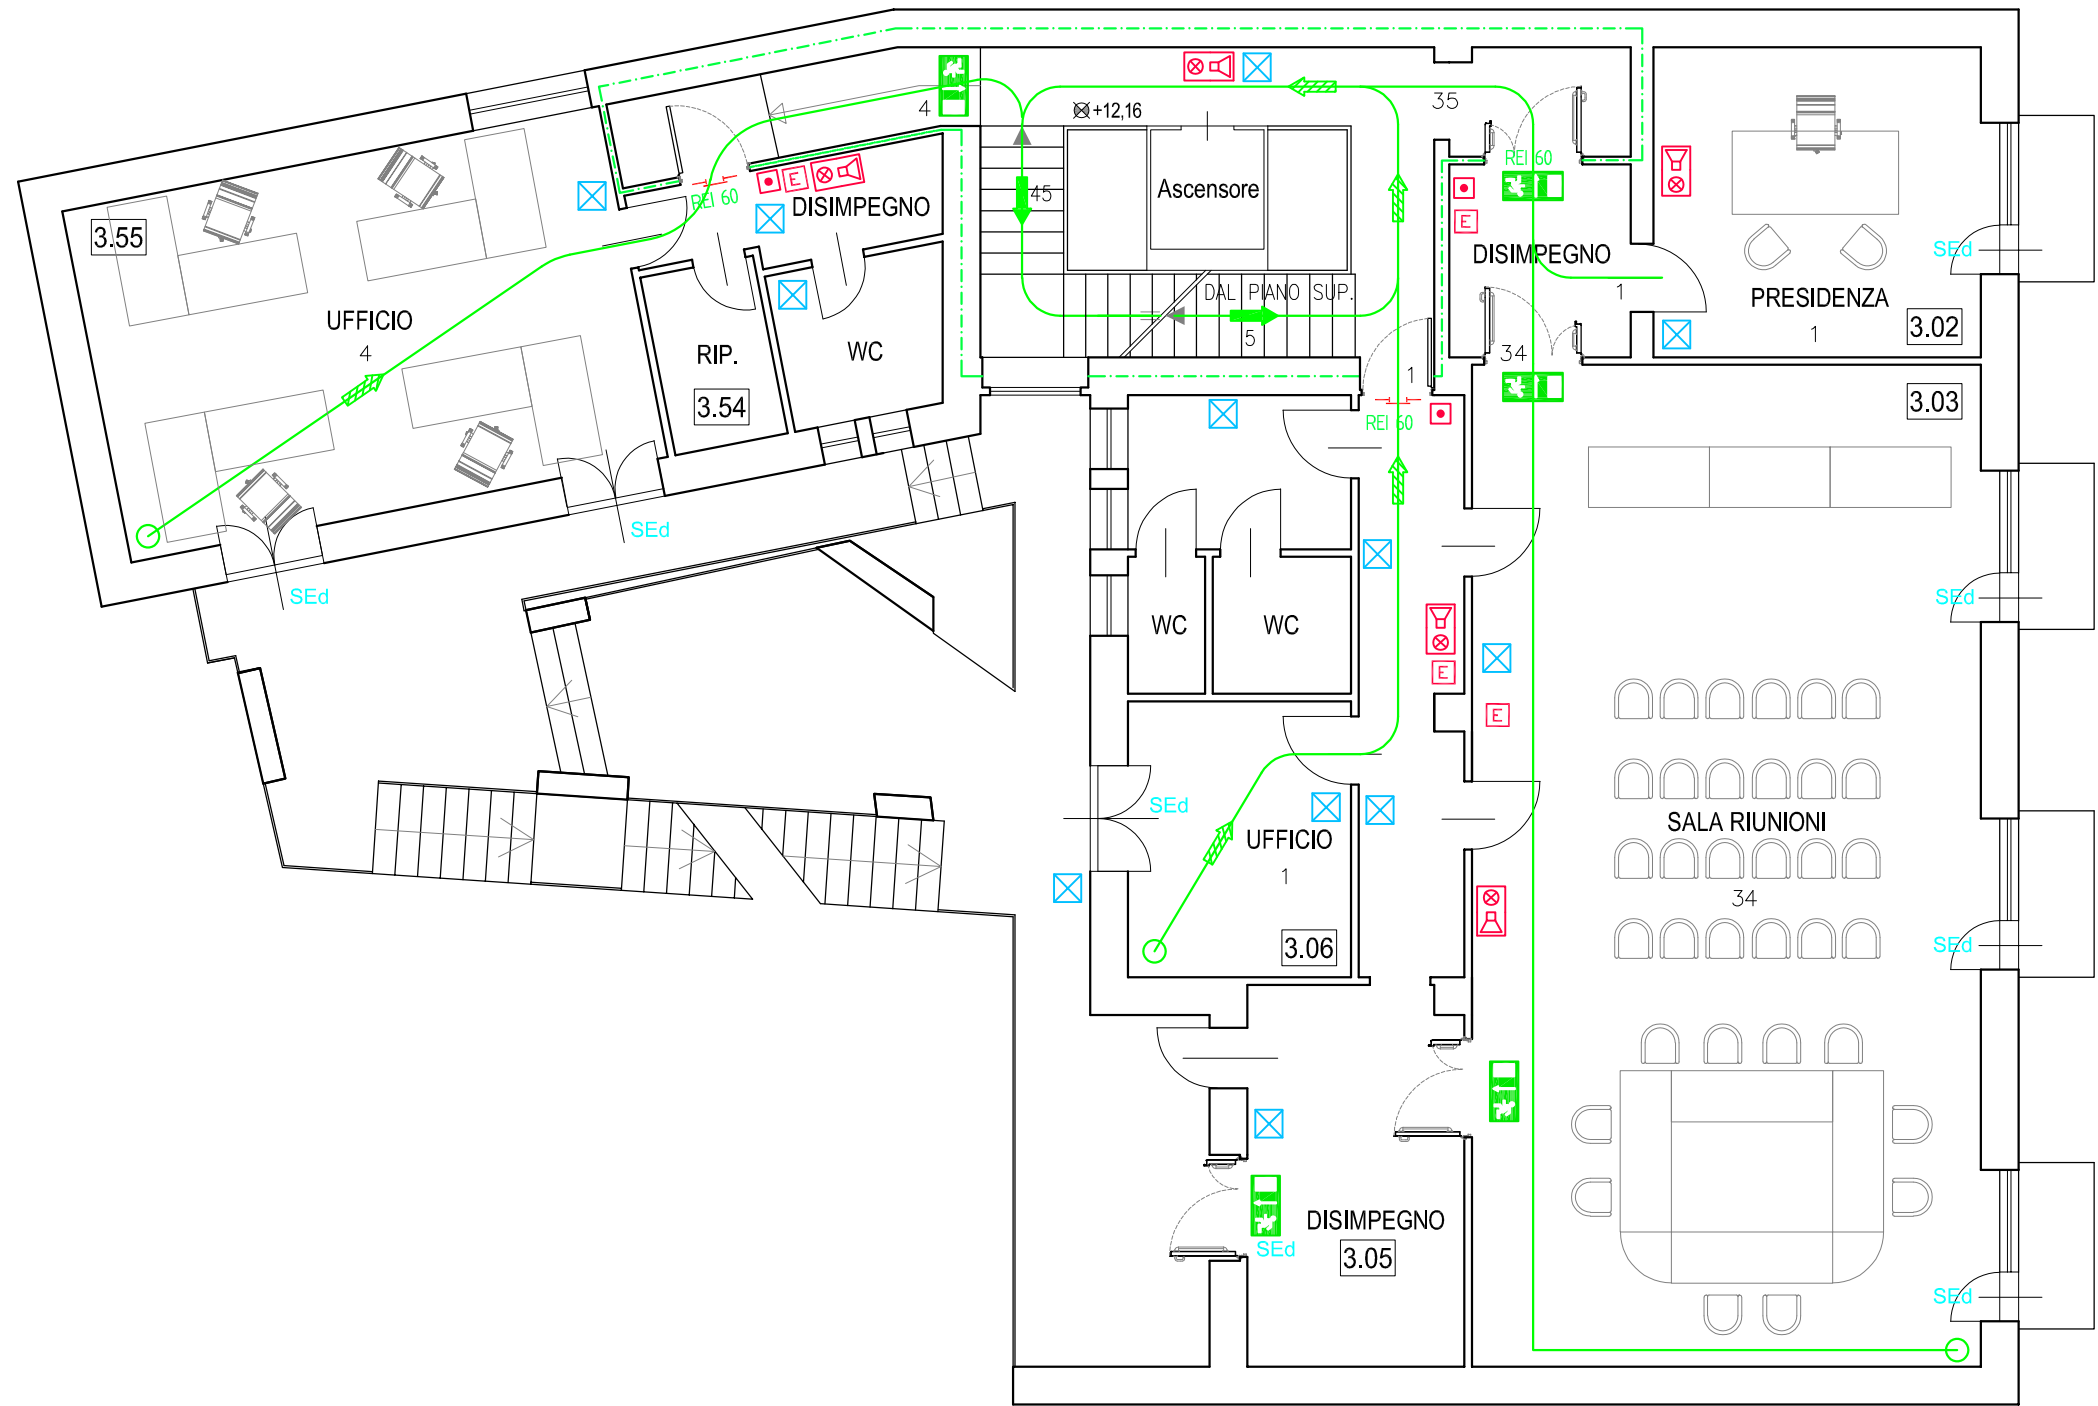 4
35
+12,16
REI 60
45
Ascensore
E
REI 60
DISIMPEGNO
E
3.55
DISIMPEGNO
SEd
UFFICIO
4
DAL PIANO SUP.
1
PRESIDENZA
1
3.02
5
RIP.
WC
34
3.54
1
REI 60
3.03
SEd
SEd
SEd
WC
WC
E
E
SEd
UFFICIO
1
SALA RIUNIONI
34
3.06
SEd
DISIMPEGNO
SEd
3.05
SEd